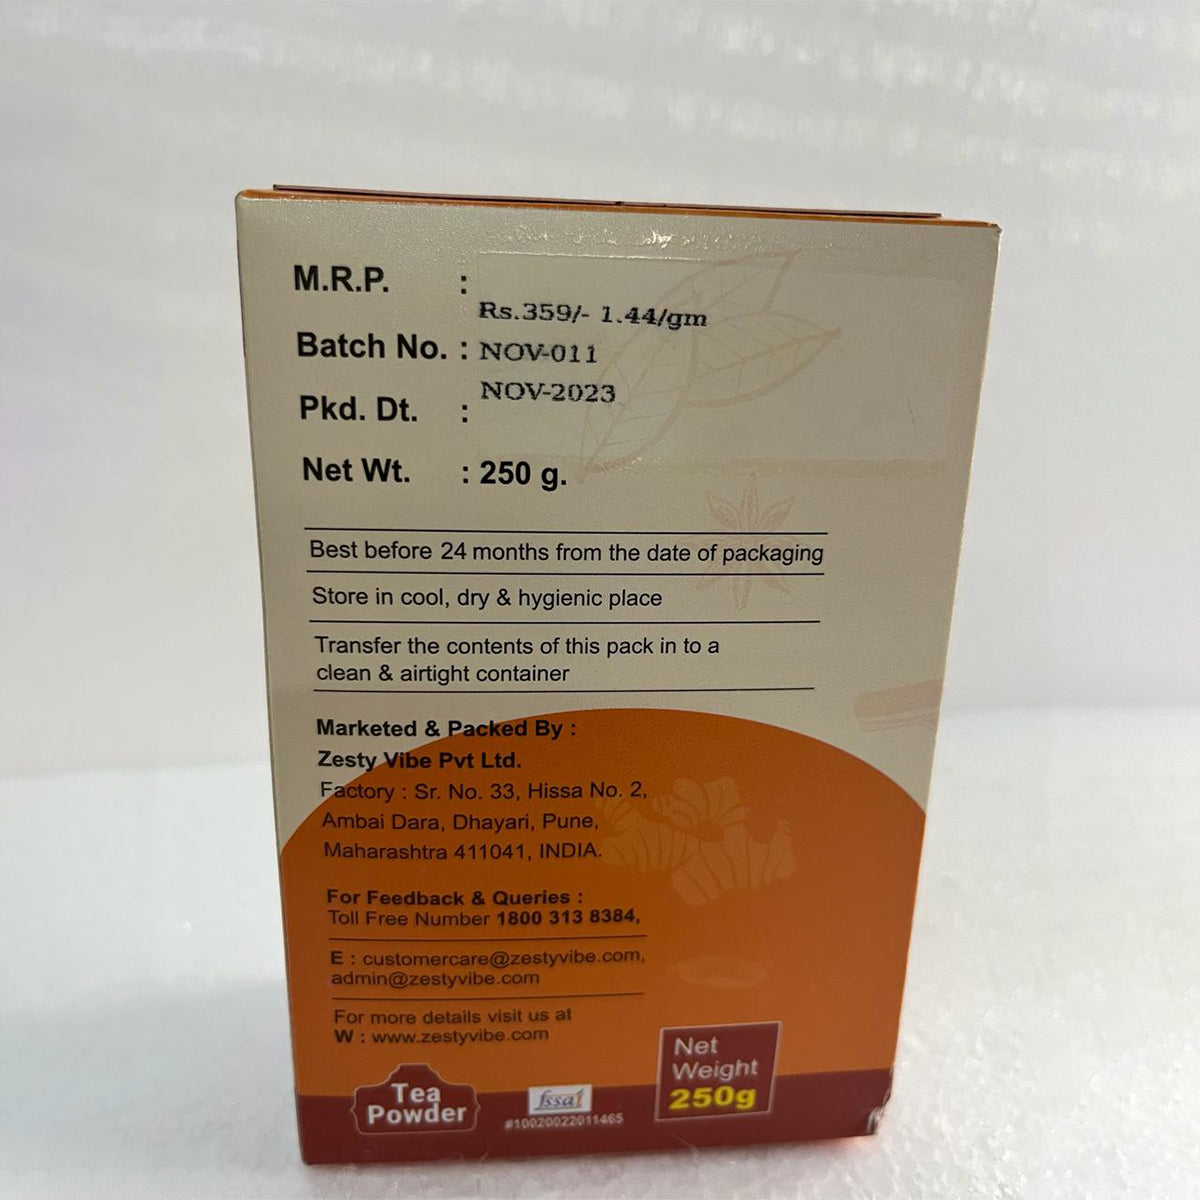 M.R.P. :
Rs.359/- 1.44/gm
Batch No. : NOV-011
NOV-2023
Pkd. Dt. :
Net Wt. : 250 g.
Best before 24 months from the date of packaging
Store in cool, dry & hygienic place
Transfer the contents of this pack in to a
clean & airtight container
Marketed & Packed By :
Zesty Vibe Pvt Ltd.
Factory : Sr. No. 33, Hissa No. 2,
Ambai Dara, Dhayari, Pune,
Maharashtra 411041, INDIA.
For Feedback & Queries :
Toll Free Number 1800 313 8384,
E : customercare@zestyvibe.com,
admin@zestyvibe.com
For more details visit us at
W : www.zestyvibe.com
Tea
Powder
fssai
#10020022011465
Net
Weight
250g